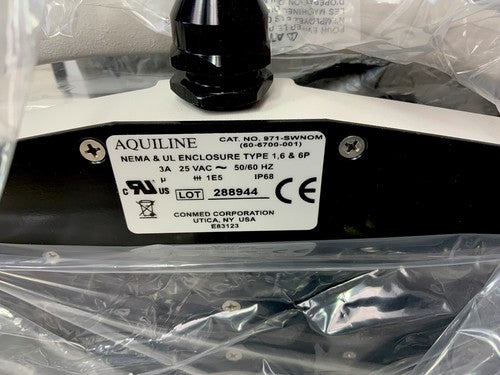 AQUILINE CAT. NO. 971-SWNOM
(60-6700-001)
NEMA & UL ENCLOSURE TYPE 1,6 & 6P
3A 25 VAC ~ 50/60 HZ
µ 1E5 IP68
c US LOT 288944 CE
CONMED CORPORATION
UTICA, NY USA
E83123